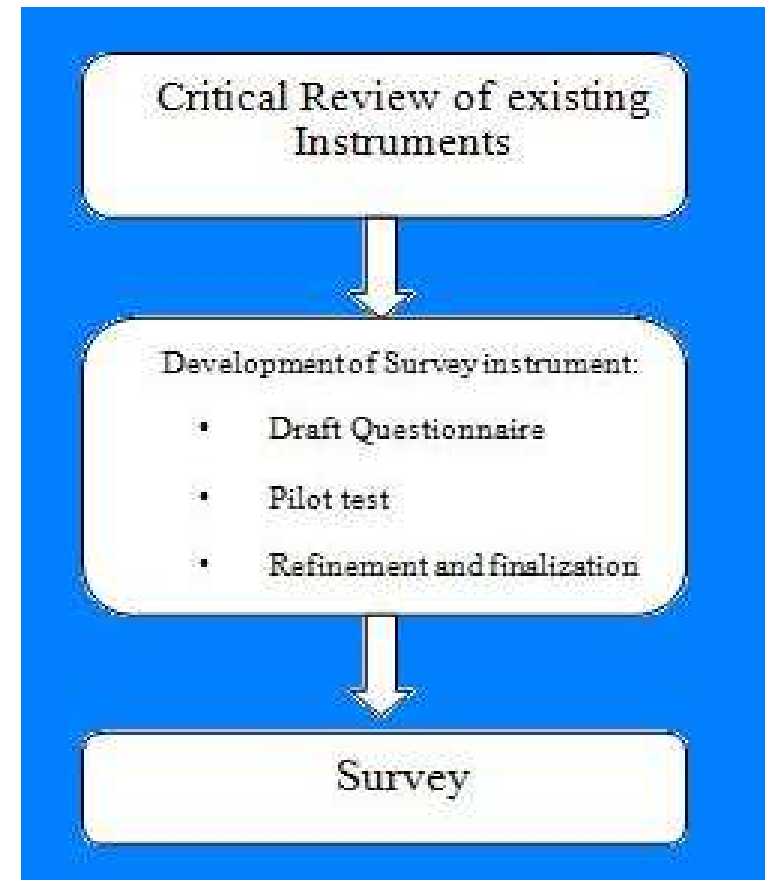 Critical Review of existing
Instruments
Development of Survey instrument:
• Draft Questionnaire
• Pilot test
• Refinement and finalization
Survey